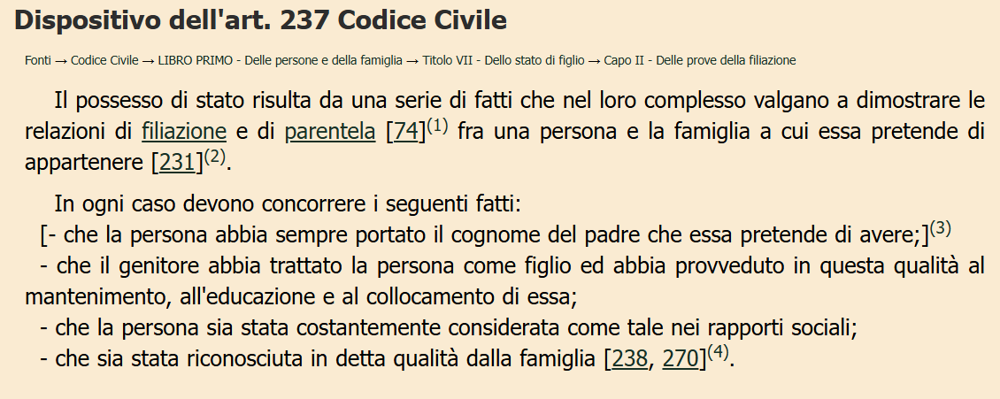 Dispositivo dell'art. 237 Codice Civile
Fonti → Codice Civile → LIBRO PRIMO - Delle persone e della famiglia → Titolo VII - Dello stato di figlio → Capo II - Delle prove della filiazione
Il possesso di stato risulta da una serie di fatti che nel loro complesso valgano a dimostrare le
relazioni di filiazione e di parentela [74](1) fra una persona e la famiglia a cui essa pretende di
appartenere [231](2).
In ogni caso devono concorrere i seguenti fatti:
[- che la persona abbia sempre portato il cognome del padre che essa pretende di avere;](3)
- che il genitore abbia trattato la persona come figlio ed abbia provveduto in questa qualità al
mantenimento, all'educazione e al collocamento di essa;
- che la persona sia stata costantemente considerata come tale nei rapporti sociali;
- che sia stata riconosciuta in detta qualità dalla famiglia [238, 270](4).